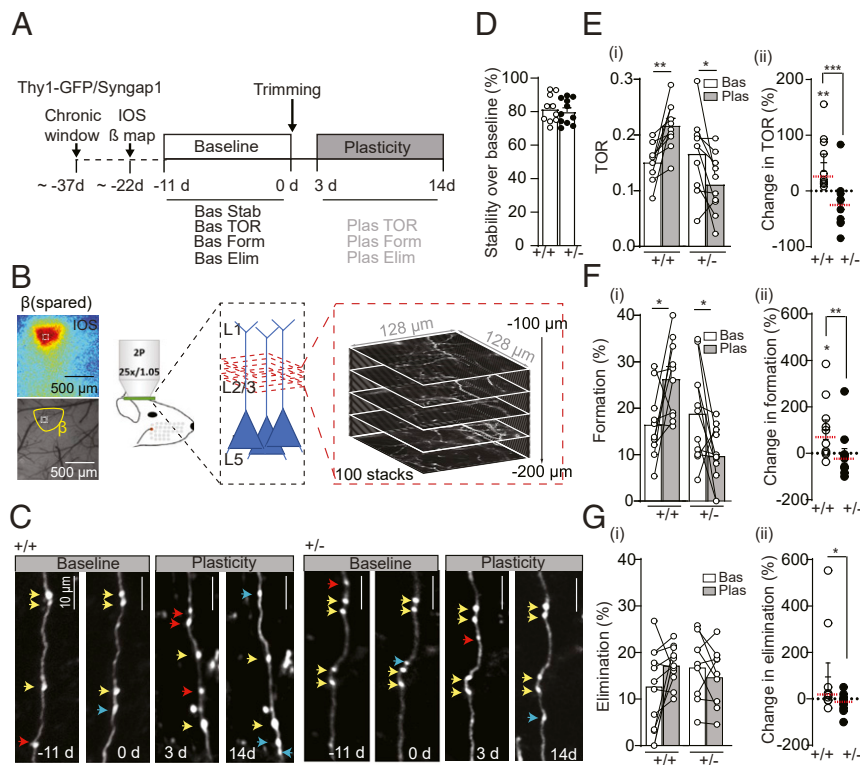 A
Thy1-GFP/Syngap1
Chronic window
IOS ß map
Trimming
Baseline
Plasticity
~ -37d
~ -22d
-11 d
0 d
3 d
14d
Bas Stab
Bas TOR
Bas Form
Bas Elim
Plas TOR
Plas Form
Plas Elim
B
β(spared)
IOS
500 µm
β
500 µm
2P
25x/1.05
L1
L2/3
L5
128 µm
128 µm
-100 µm
-200 µm
100 stacks
C
+/+
Baseline
Plasticity
+/-
Baseline
Plasticity
10 µm
-11 d
0 d
3 d
14d
-11 d
0 d
3 d
14d
D
Stability over baseline (%)
100
80
60
40
20
0
+/+
+/-
E
(i)
TOR
0.3
0.2
0.1
0.0
**
*
Bas
Plas
+/+
+/-
(ii)
Change in TOR (%)
200
100
0
-100
***
**
+/+
+/-
F
(i)
Formation (%)
40
30
20
10
0
*
*
Bas
Plas
+/+
+/-
(ii)
Change in formation (%)
600
400
200
0
-200
**
*
+/+
+/-
G
(i)
Elimination (%)
40
30
20
10
0
Bas
Plas
+/+
+/-
(ii)
Change in elimination (%)
600
400
200
0
-200
*
+/+
+/-